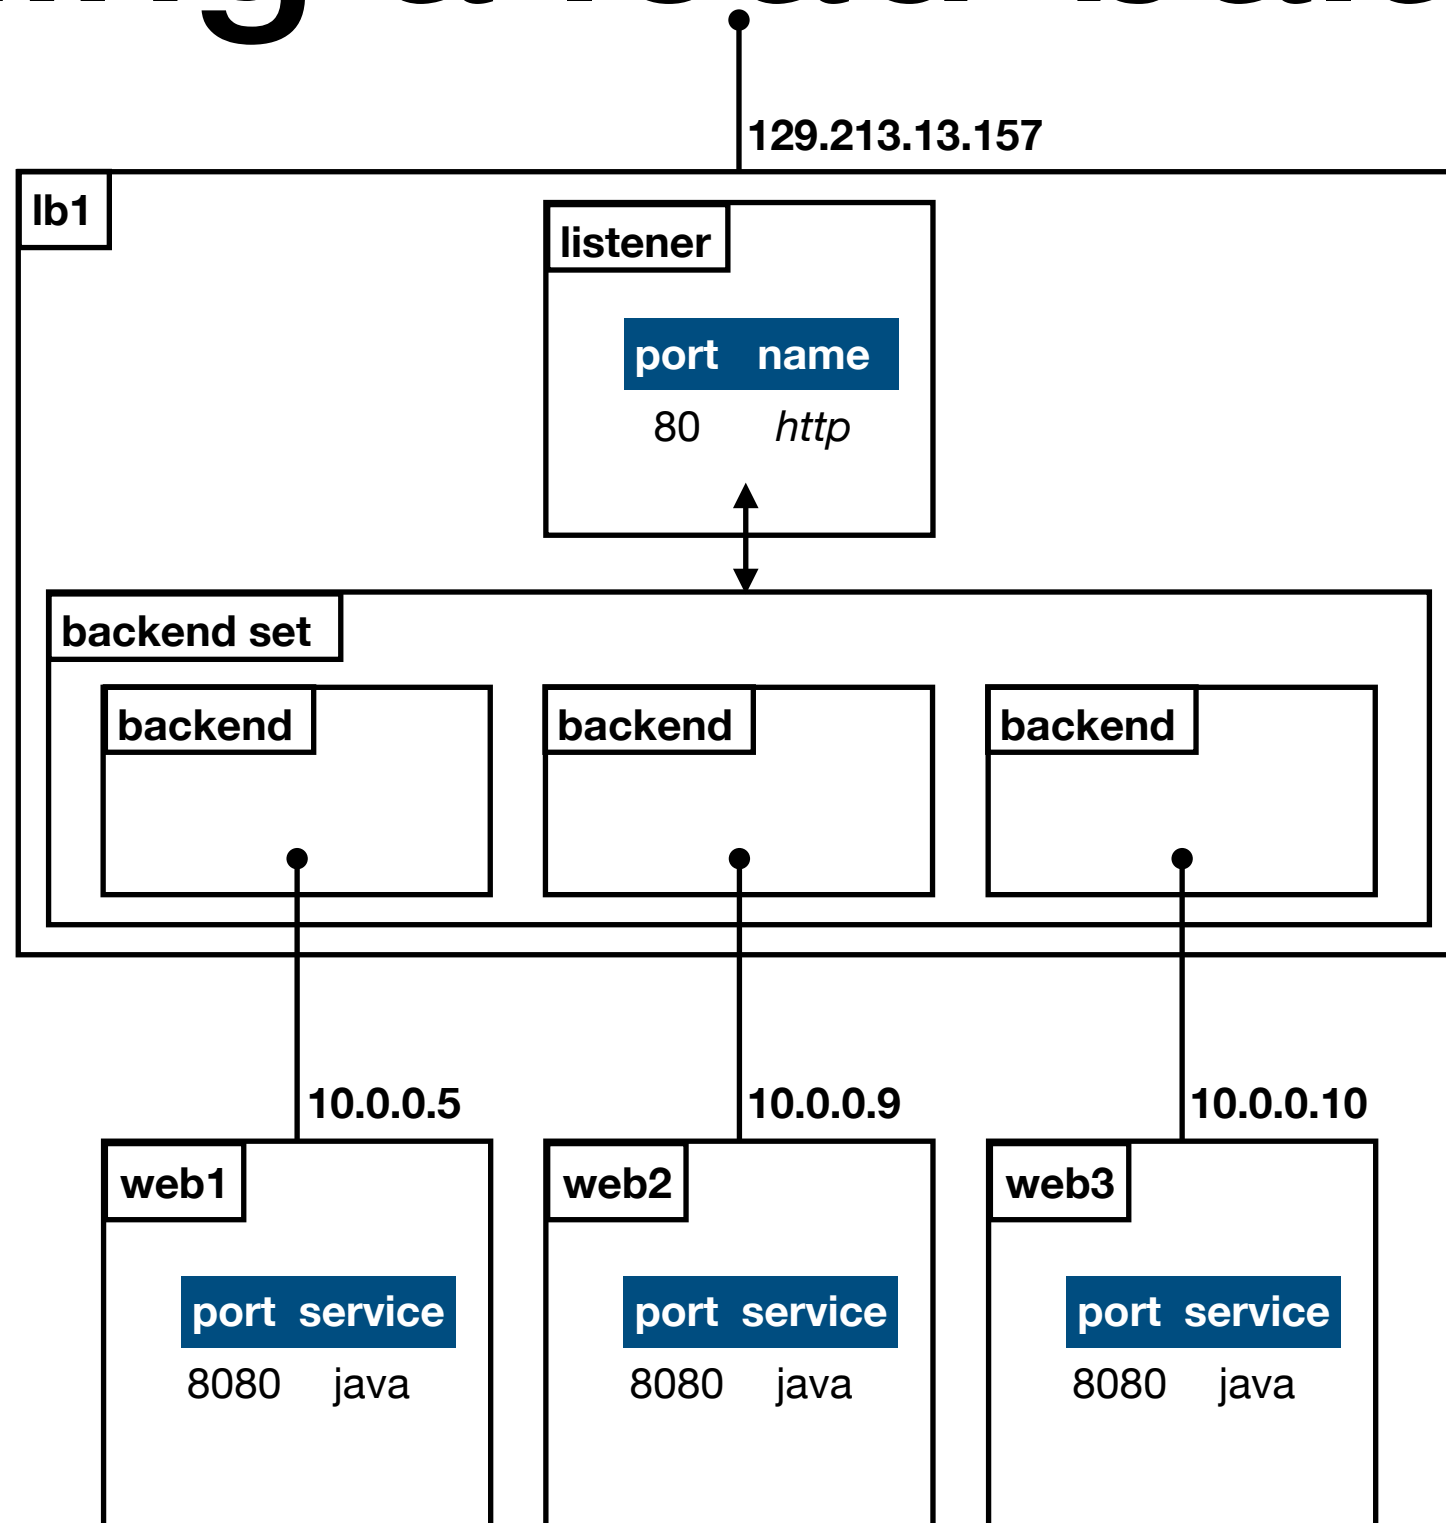 129.213.13.157
lb1
listener
port name
80 http
backend set
backend backend backend
10.0.0.5 10.0.0.9 10.0.0.10
web1 web2 web3
port service port service port service
8080 java 8080 java 8080 java